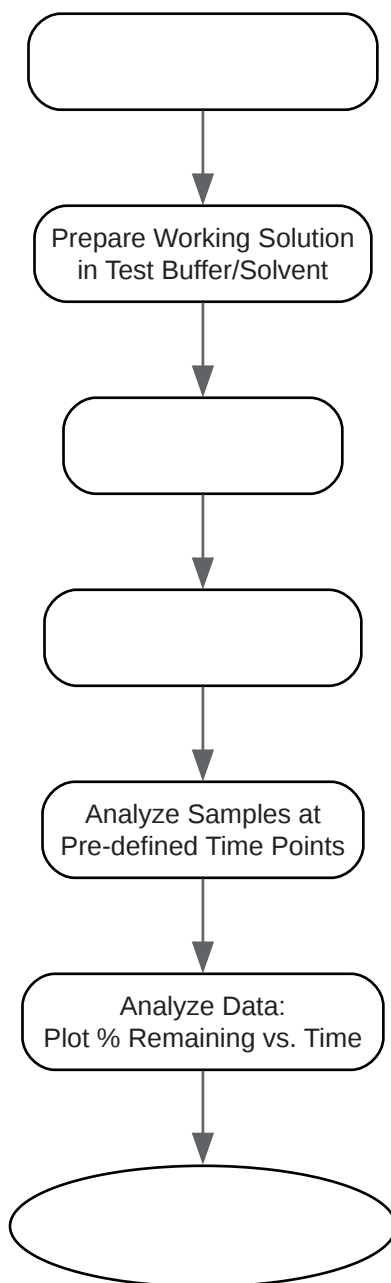 Prepare Working Solution
in Test Buffer/Solvent
Analyze Samples at
Pre-defined Time Points
Analyze Data:
Plot % Remaining vs. Time